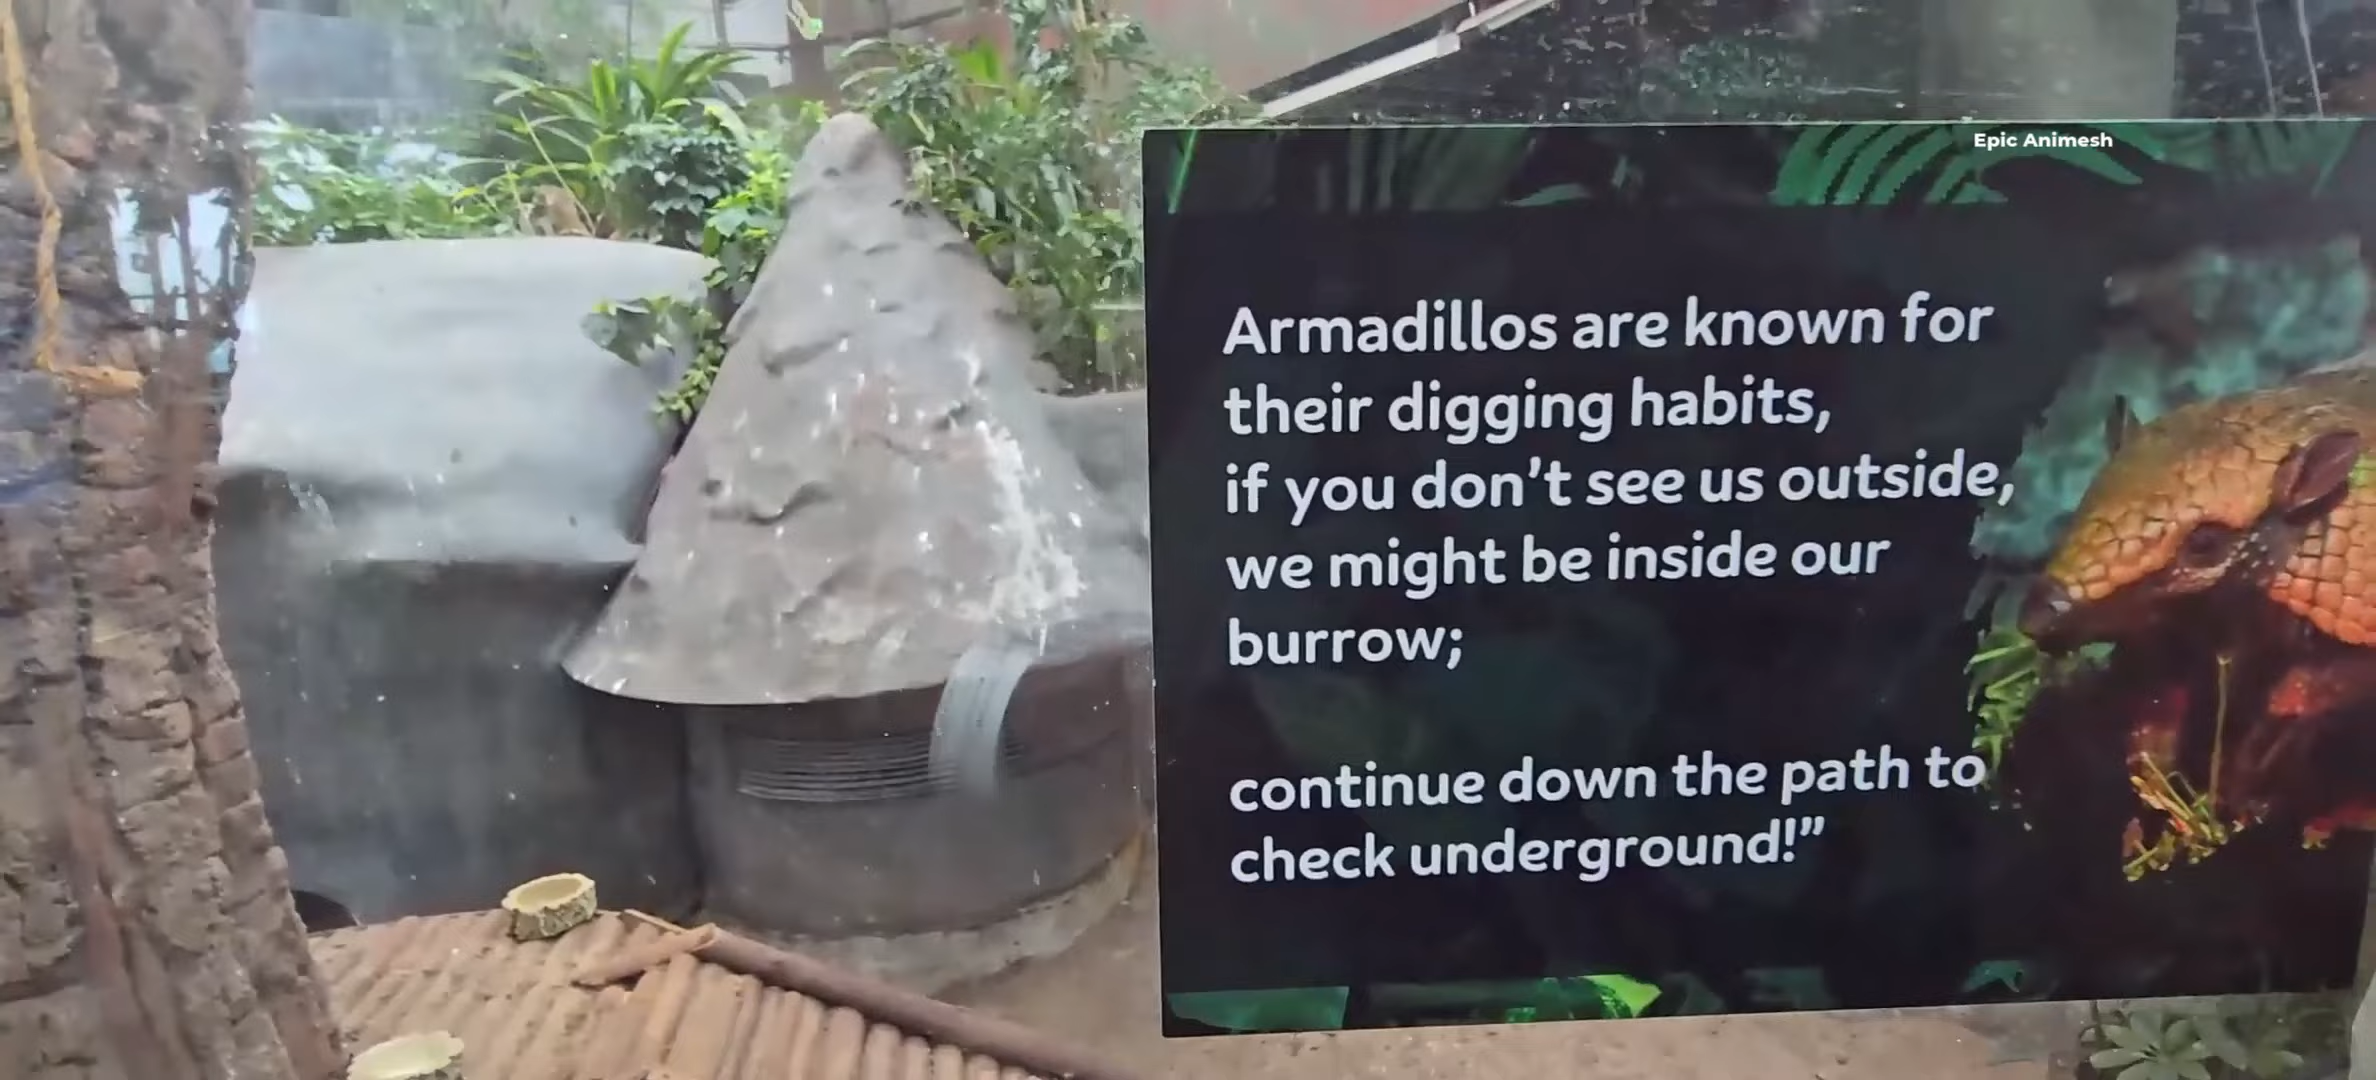 Epic Animesh
Armadillos are known for
their digging habits,
if you don’t see us outside,
we might be inside our
burrow;
continue down the path to
check underground!”